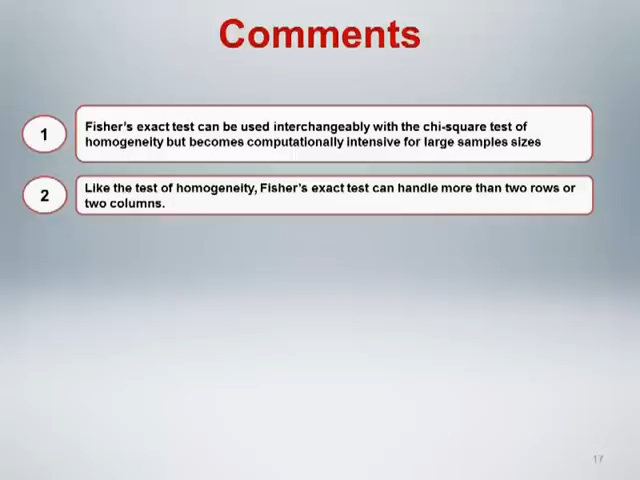 Comments
1
Fisher's exact test can be used interchangeably with the chi-square test of
homogeneity but becomes computationally intensive for large samples sizes
2
Like the test of homogeneity, Fisher's exact test can handle more than two rows or
two columns.
17